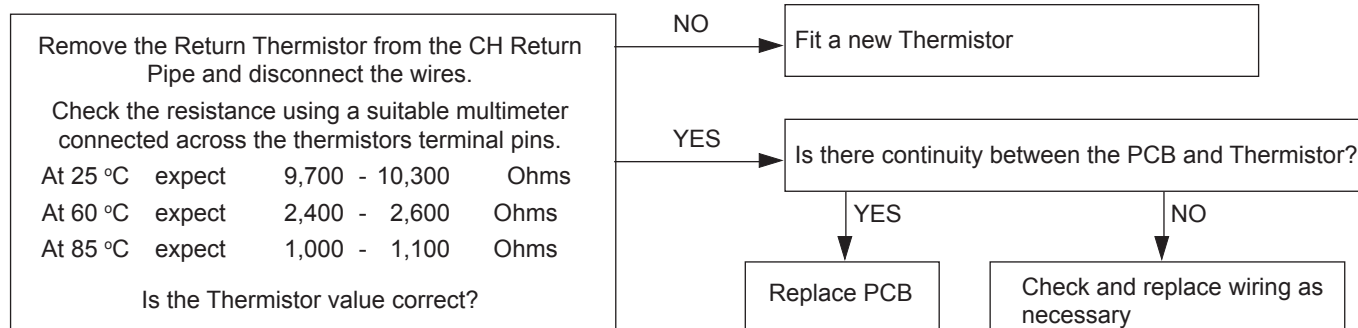 Remove the Return Thermistor from the CH Return
Pipe and disconnect the wires.
Check the resistance using a suitable multimeter
connected across the thermistors terminal pins.
At 25 °C expect 9,700 - 10,300 Ohms
At 60 °C expect 2,400 - 2,600 Ohms
At 85 °C expect 1,000 - 1,100 Ohms
Is the Thermistor value correct?
NO
Fit a new Thermistor
YES
Is there continuity between the PCB and Thermistor?
YES
Replace PCB
NO
Check and replace wiring as
necessary